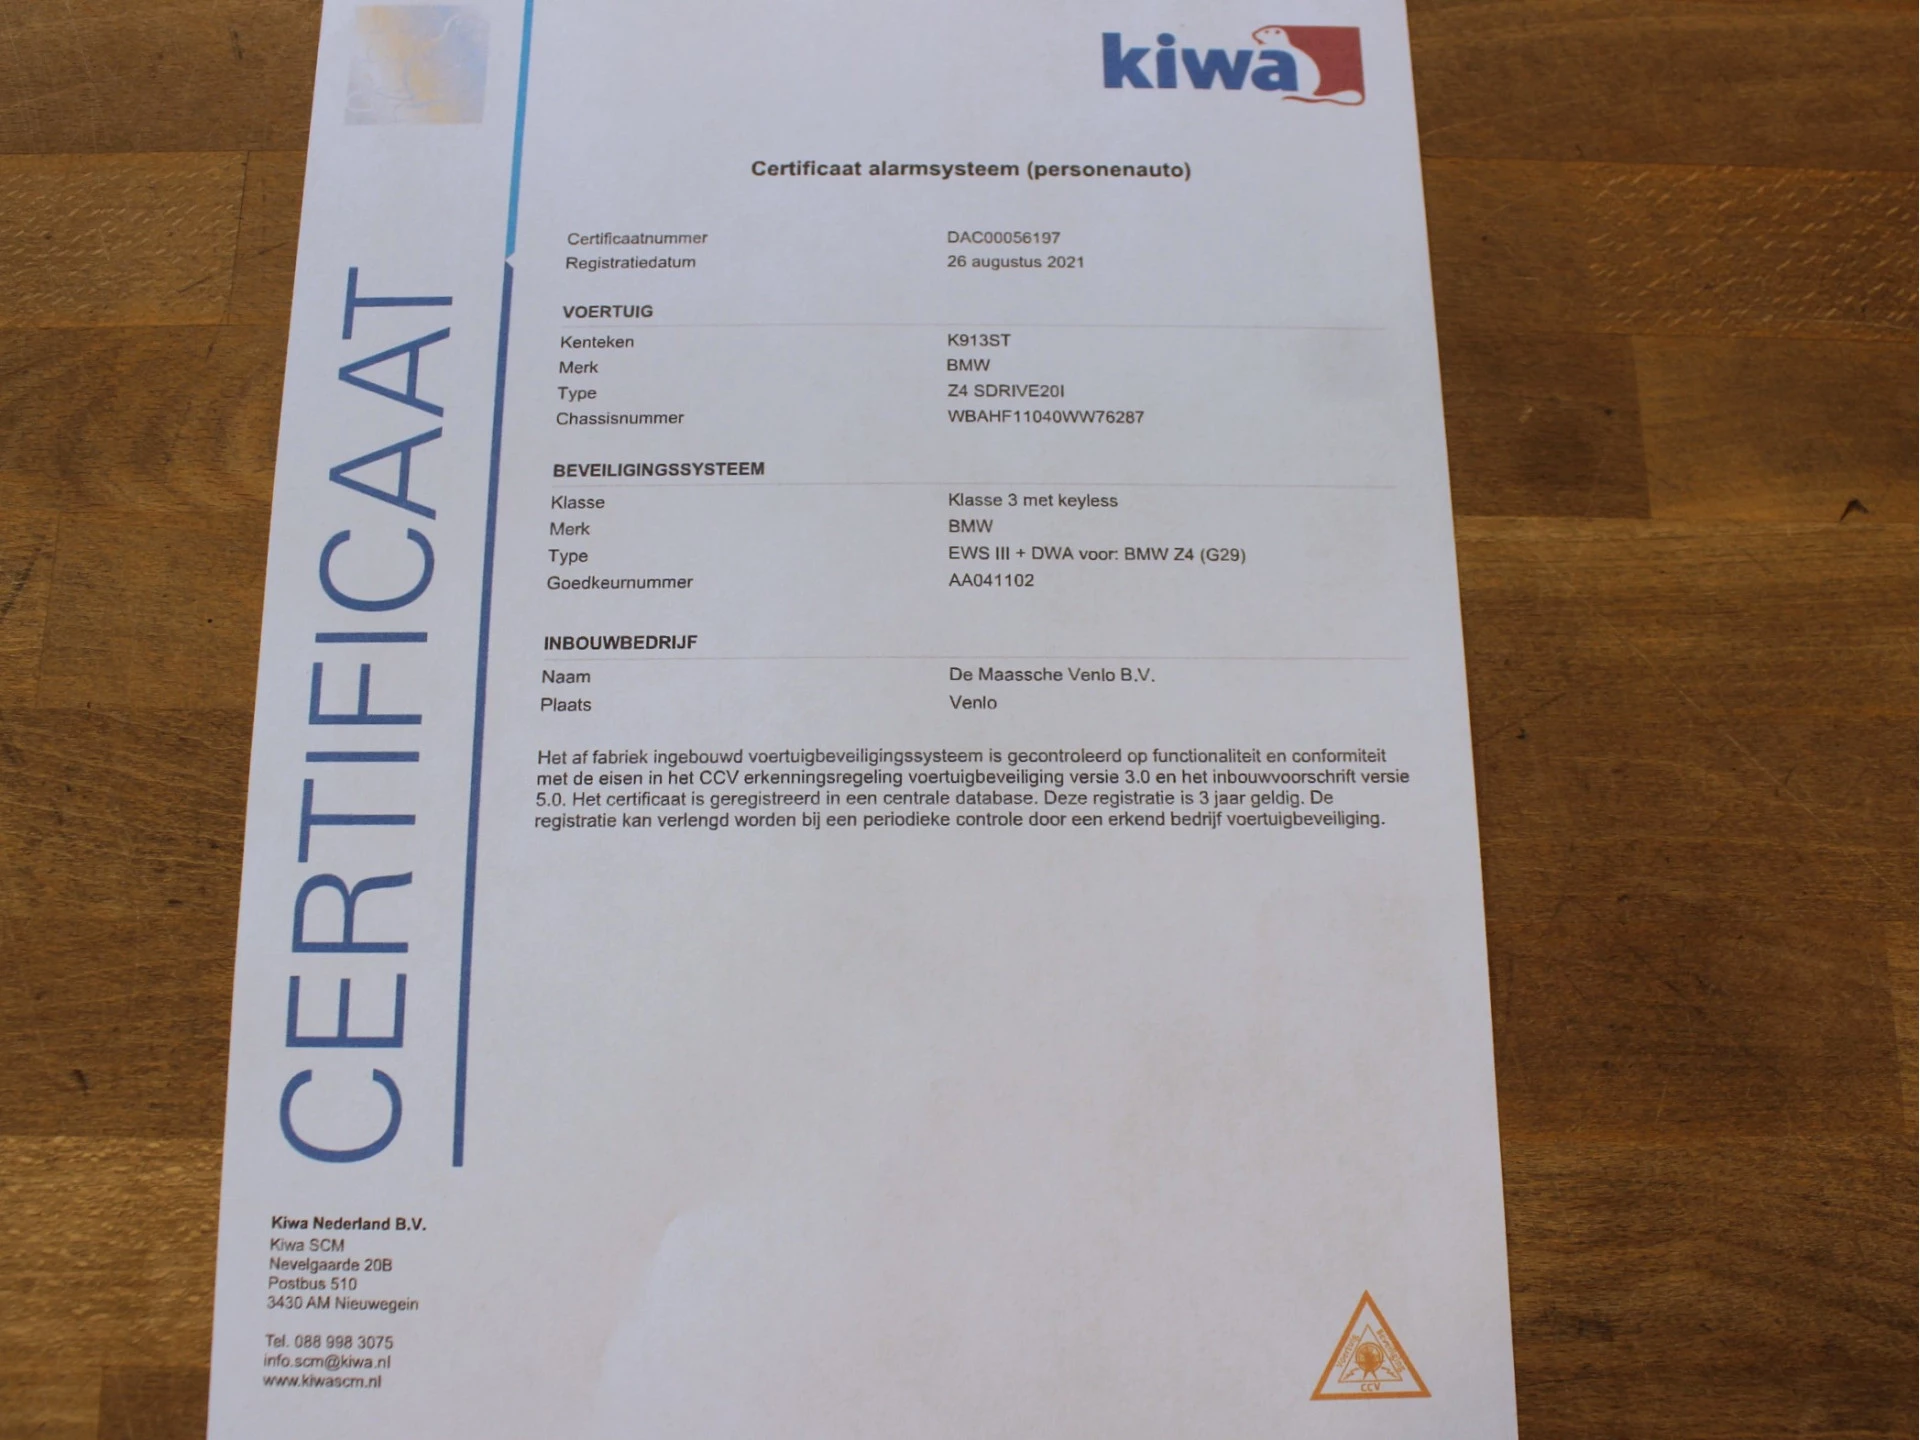 kiwa
Certificaat alarmsysteem (personenauto)
Certificaatnummer DAC00056197
Registratiedatum 26 augustus 2021
VOERTUIG
Kenteken K913ST
Merk BMW
Type Z4 SDRIVE20I
Chassisnummer WBAHF11040WW76287
BEVEILIGINGSSYSTEEM
Klasse Klasse 3 met keyless
Merk BMW
Type EWS III + DWA voor: BMW Z4 (G29)
Goedkeurnummer AA041102
INBOUWBEDRIJF
Naam De Maassche Venlo B.V.
Plaats Venlo
Het af fabriek ingebouwd voertuigbeveiligingssysteem is gecontroleerd op functionaliteit en conformiteit
met de eisen in het CCV erkenningsregeling voertuigbeveiliging versie 3.0 en het inbouwvoorschrift versie
5.0. Het certificaat is geregistreerd in een centrale database. Deze registratie is 3 jaar geldig. De
registratie kan verlengd worden bij een periodieke controle door een erkend bedrijf voertuigbeveiliging.
CERTIFICAAT
Kiwa Nederland B.V.
Kiwa SCM
Nevelgaarde 20B
Postbus 510
3430 AM Nieuwegein
Tel. 088 998 3075
info.scm@kiwa.nl
www.kiwascm.nl
voertuig
beveiliging
CCV